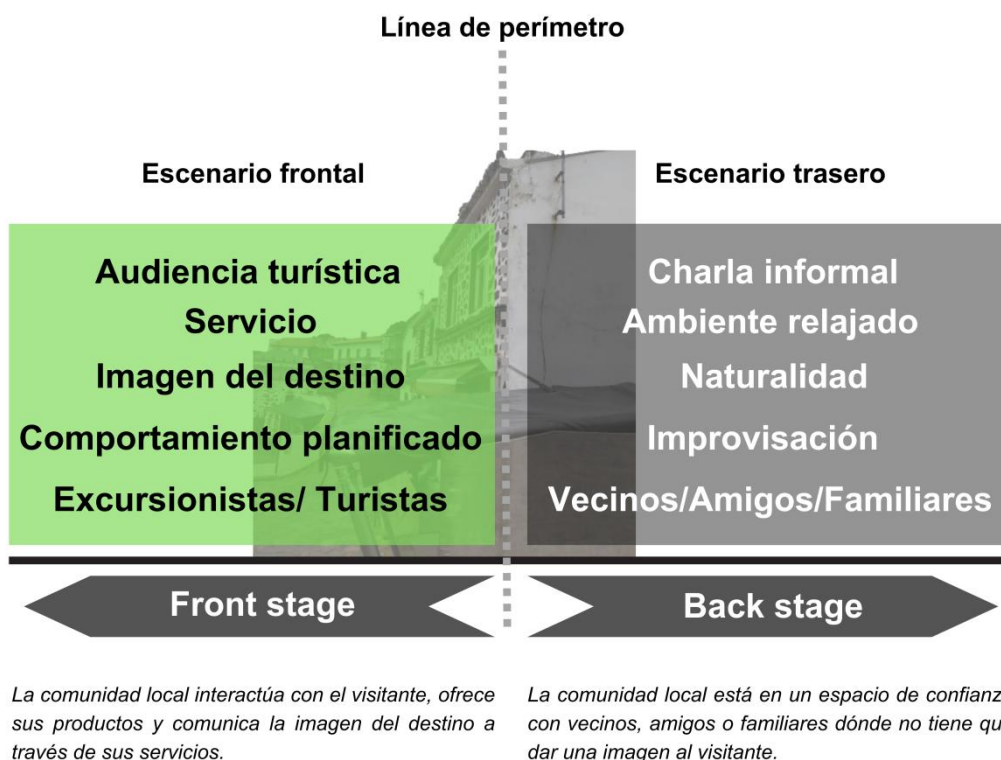 Línea de perímetro
Escenario frontal
Escenario trasero
Audiencia turística
Servicio
Imagen del destino
Comportamiento planificado
Excursionistas/ Turistas
Charla informal
Ambiente relajado
Naturalidad
Improvisación
Vecinos/Amigos/Familiares
Front stage
Back stage
La comunidad local interactúa con el visitante, ofrece
sus productos y comunica la imagen del destino a
través de sus servicios.
La comunidad local está en un espacio de confianz
con vecinos, amigos o familiares dónde no tiene qu
dar una imagen al visitante.